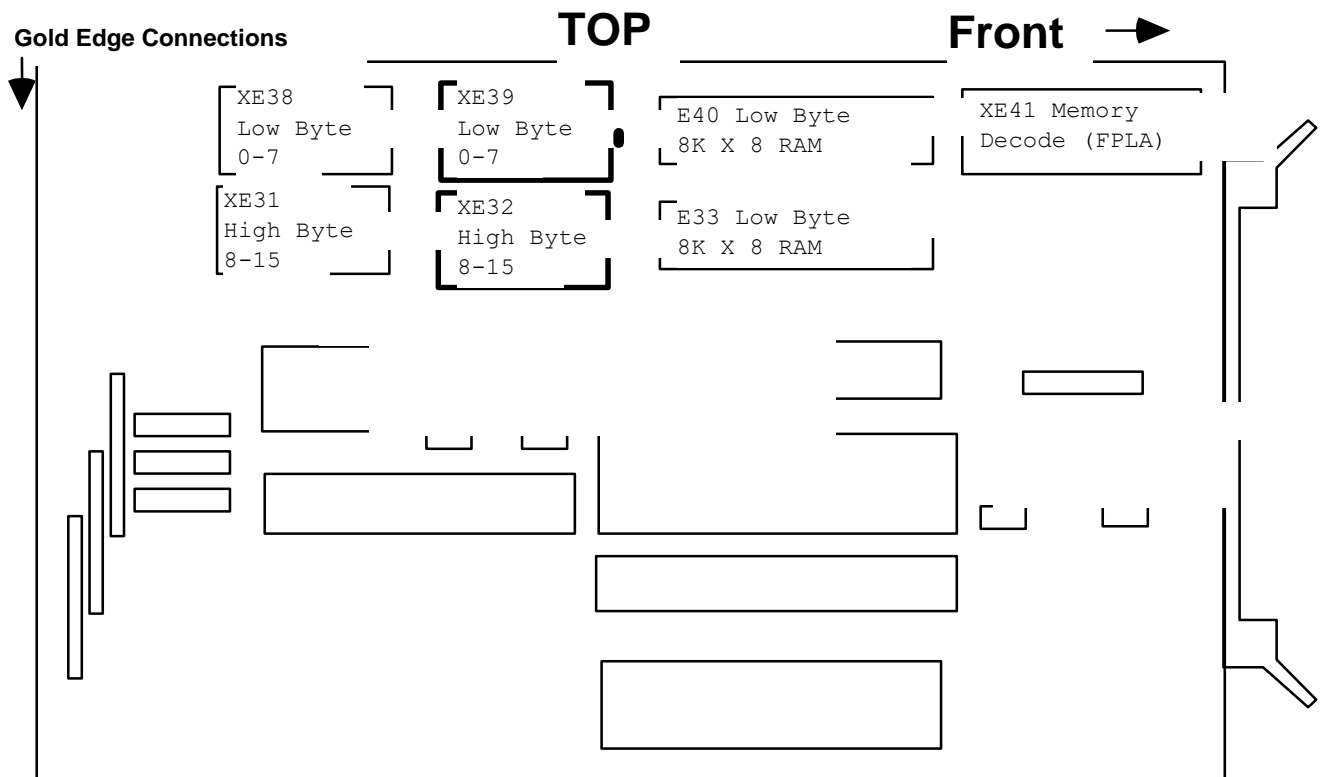 TOP
Front
Gold Edge Connections
XE38
Low Byte
0-7
XE39
Low Byte
0-7
E40 Low Byte
8K X 8 RAM
XE41 Memory
Decode (FPLA)
XE31
High Byte
8-15
XE32
High Byte
8-15
E33 Low Byte
8K X 8 RAM